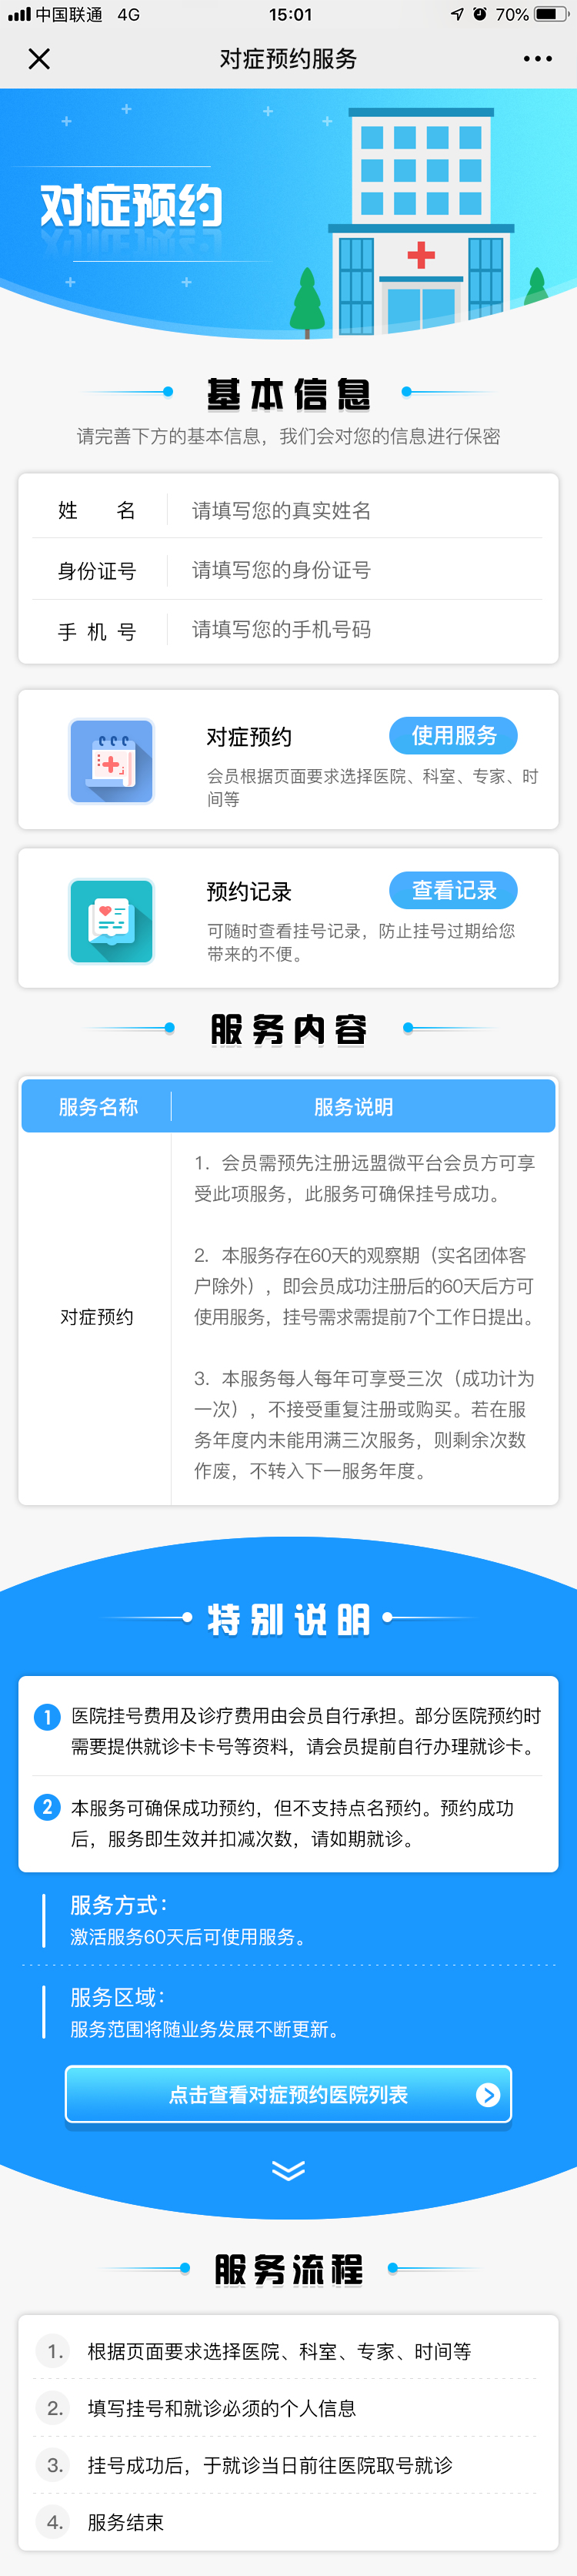 中国联通 4G 15:01 70%
对症预约服务
对症预约
基本信息
请完善下方的基本信息，我们会对您的信息进行保密
姓 名 请填写您的真实姓名
身份证号 请填写您的身份证号
手 机 号 请填写您的手机号码
对症预约 使用服务
会员根据页面要求选择医院、科室、专家、时
间等
预约记录 查看记录
可随时查看挂号记录，防止挂号过期给您
带来的不便。
服务内容
服务名称 服务说明
对症预约
1. 会员需预先注册远盟微平台会员方可享
受此项服务，此服务可确保挂号成功。
2. 本服务存在60天的观察期（实名团体客
户除外），即会员成功注册后的60天后方可
使用服务，挂号需求需提前7个工作日提出。
3. 本服务每人每年可享受三次（成功计为
一次），不接受重复注册或购买。若在服
务年度内未能用满三次服务，则剩余次数
作废，不转入下一服务年度。
特别说明
1 医院挂号费用及诊疗费用由会员自行承担。部分医院预约时
需要提供就诊卡卡号等资料，请会员提前自行办理就诊卡。
2 本服务可确保成功预约，但不支持点名预约。预约成功
后，服务即生效并扣减次数，请如期就诊。
服务方式：
激活服务60天后可使用服务。
服务区域：
服务范围将随业务发展不断更新。
点击查看对症预约医院列表
服务流程
1. 根据页面要求选择医院、科室、专家、时间等
2. 填写挂号和就诊必须的个人信息
3. 挂号成功后，于就诊当日前往医院取号就诊
4. 服务结束